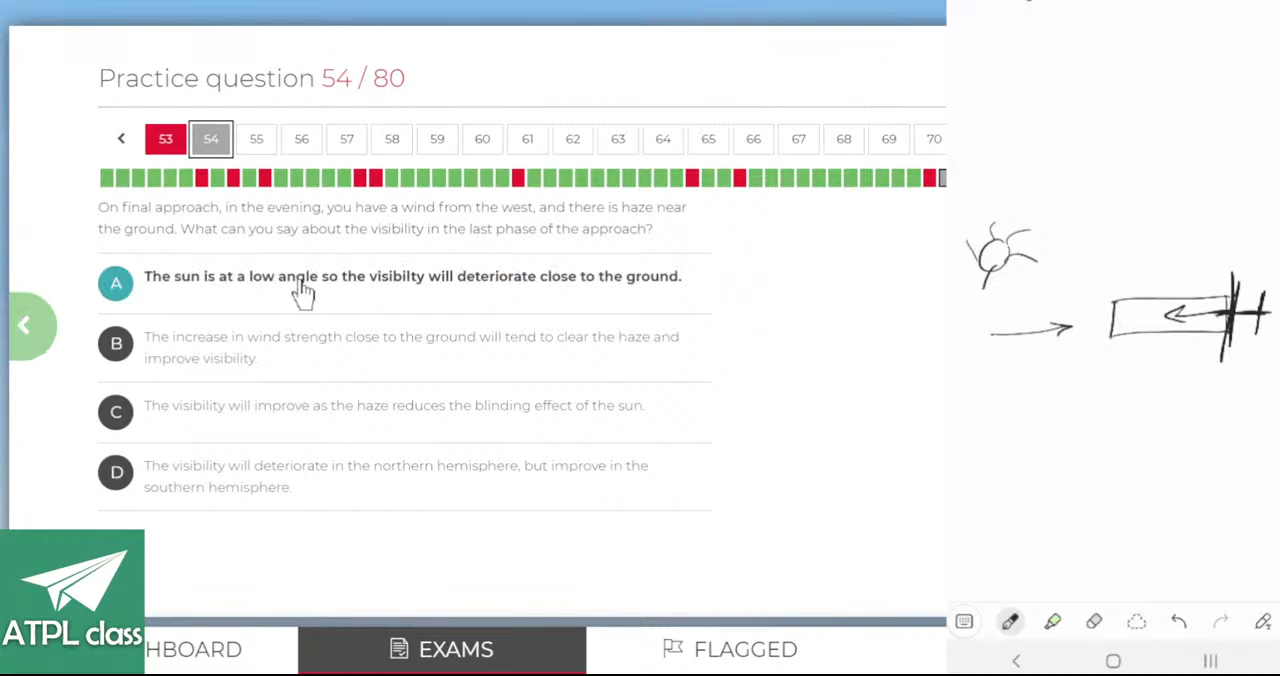 Practice question 54 / 80
53 54 55 56 57 58 59 60 61 62 63 64 65 66 67 68 69 70
On final approach, in the evening, you have a wind from the west, and there is haze near
the ground. What can you say about the visibility in the last phase of the approach?
A The sun is at a low angle so the visibilty will deteriorate close to the ground.
B The increase in wind strength close to the ground will tend to clear the haze and
improve visibility.
C The visibility will improve as the haze reduces the blinding effect of the sun.
D The visibility will deteriorate in the northern hemisphere, but improve in the
southern hemisphere.
ATPL class
HBOARD EXAMS FLAGGED